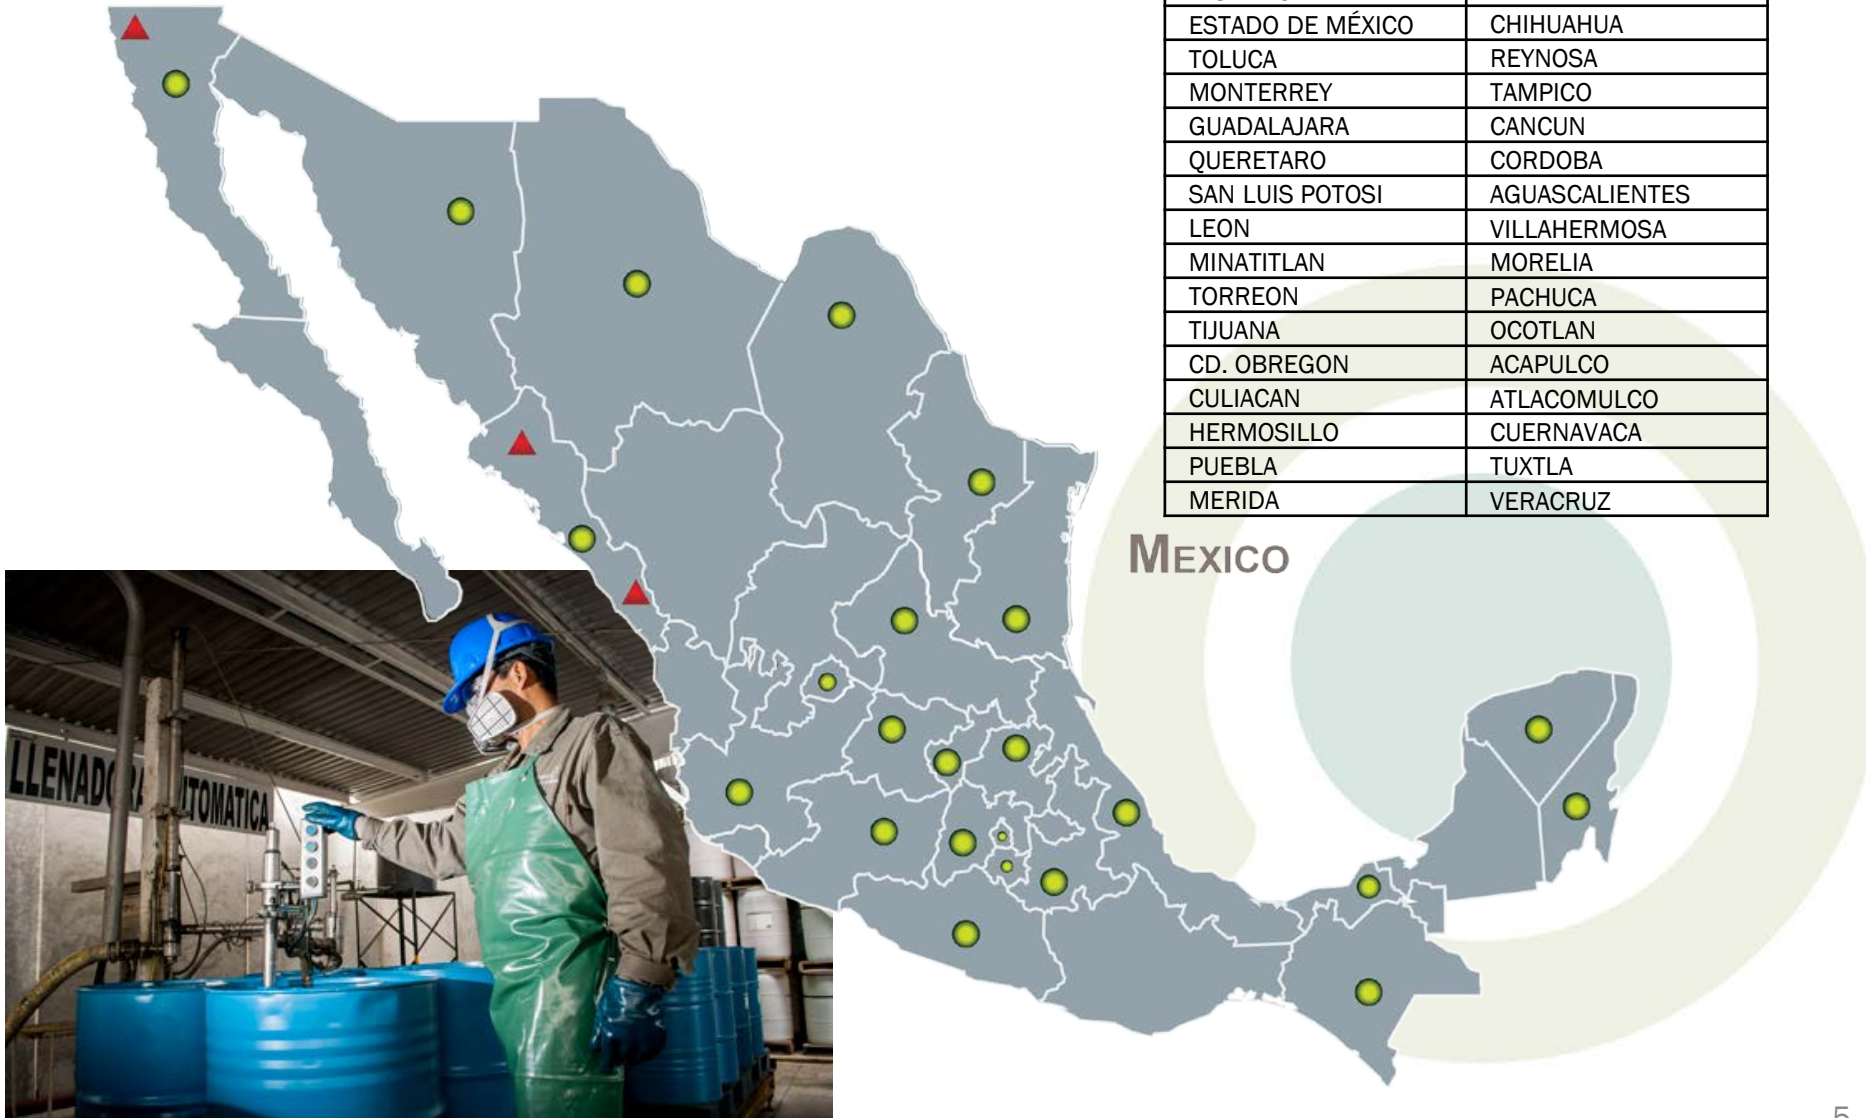 ESTADO DE MÉXICO CHIHUAHUA
TOLUCA REYNOSA
MONTERREY TAMPICO
GUADALAJARA CANCUN
QUERETARO CORDOBA
SAN LUIS POTOSI AGUASCALIENTES
LEON VILLAHERMOSA
MINATITLAN MORELIA
TORREON PACHUCA
TIJUANA OCOTLAN
CD. OBREGON ACAPULCO
CULIACAN ATLACOMULCO
HERMOSILLO CUERNAVACA
PUEBLA TUXTLA
MERIDA VERACRUZ
MEXICO
LLENADORA AUTOMATICA
5